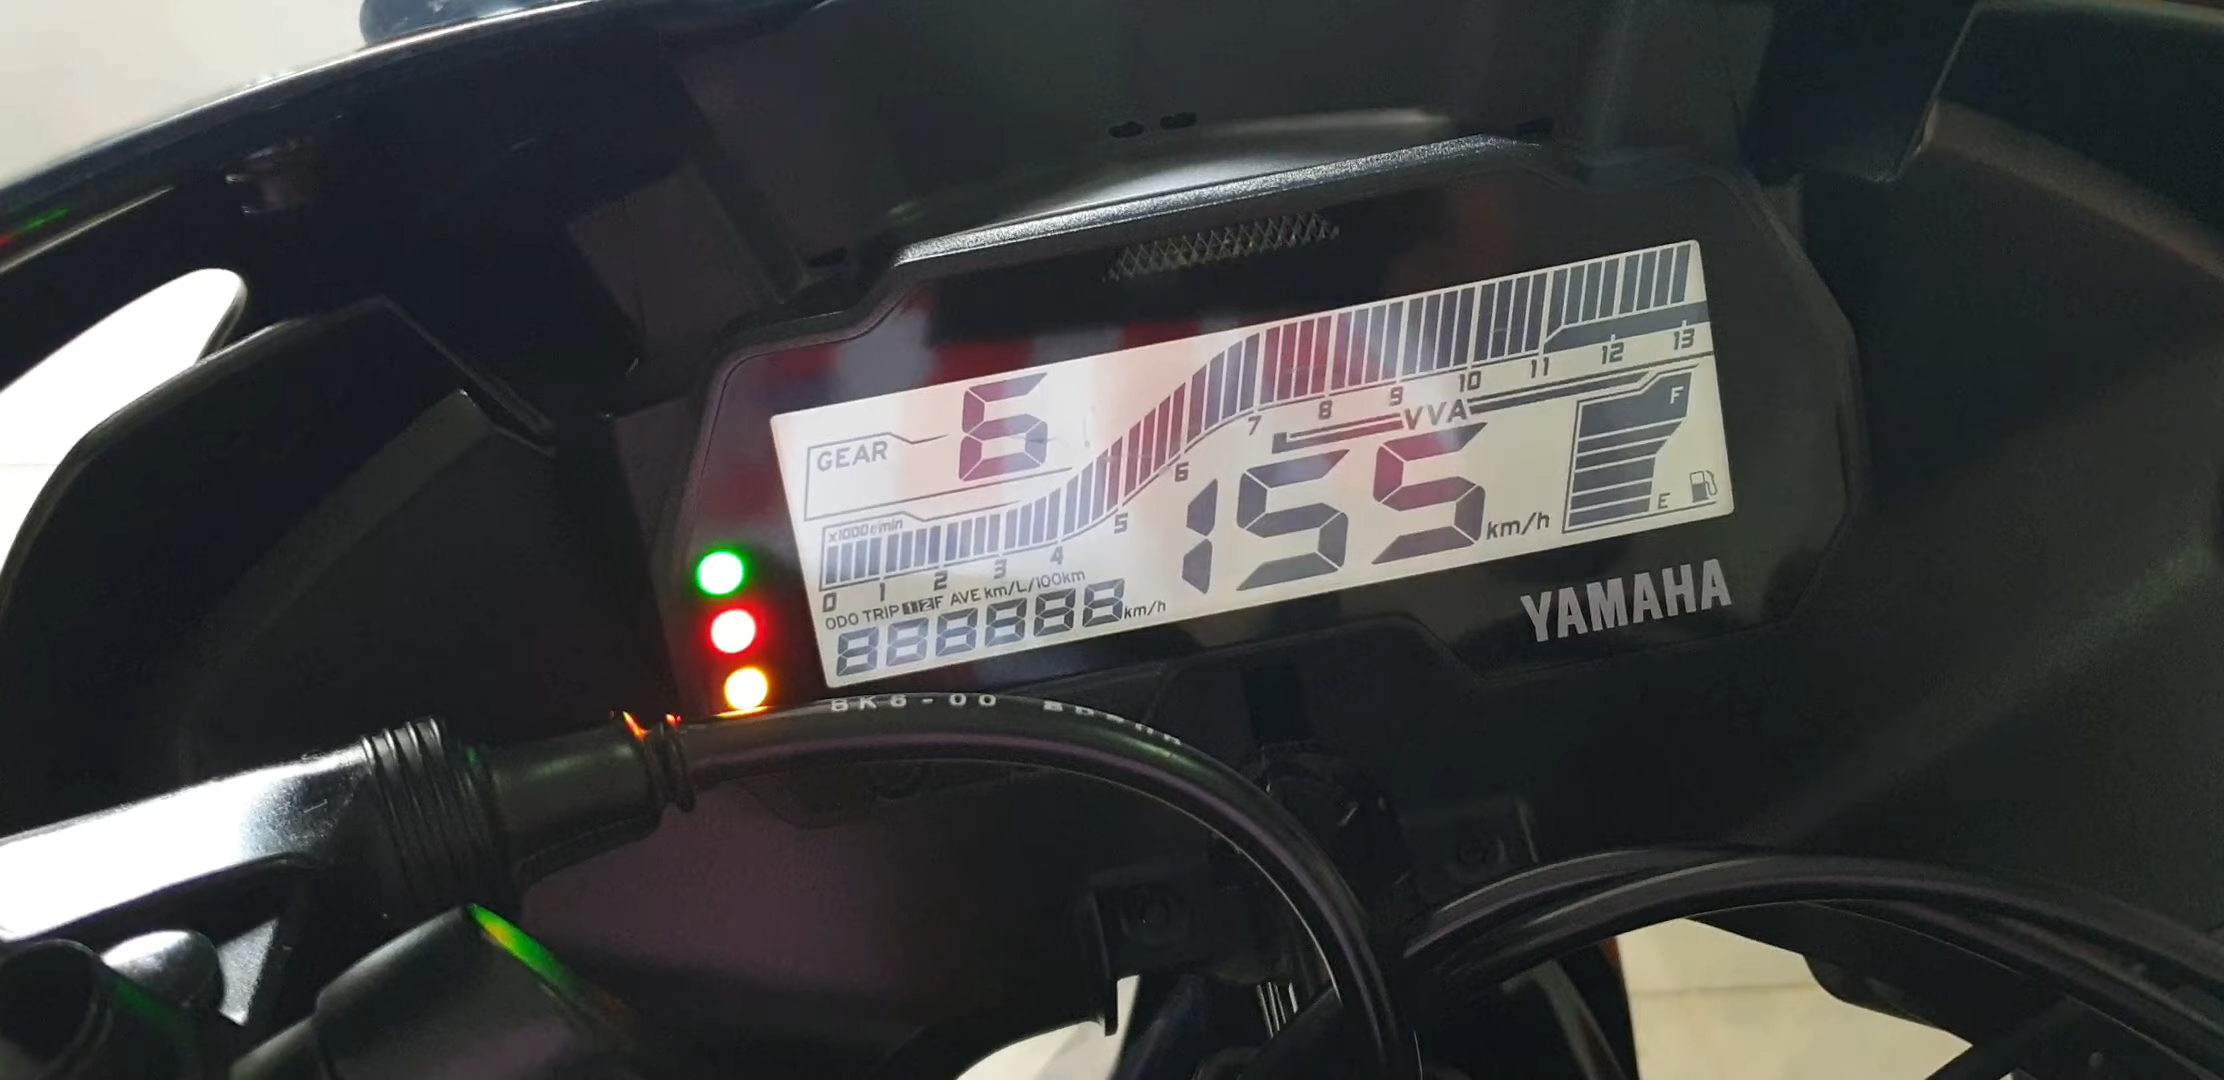 GEAR 6
x1000r/min
0 1 2 3 4 5 6 7 8 9 10 11 12 13
VVA
155 km/h
F
E
ODO TRIP 1 2 F AVE km/L/100km
888888 km/h
YAMAHA
BK6-00